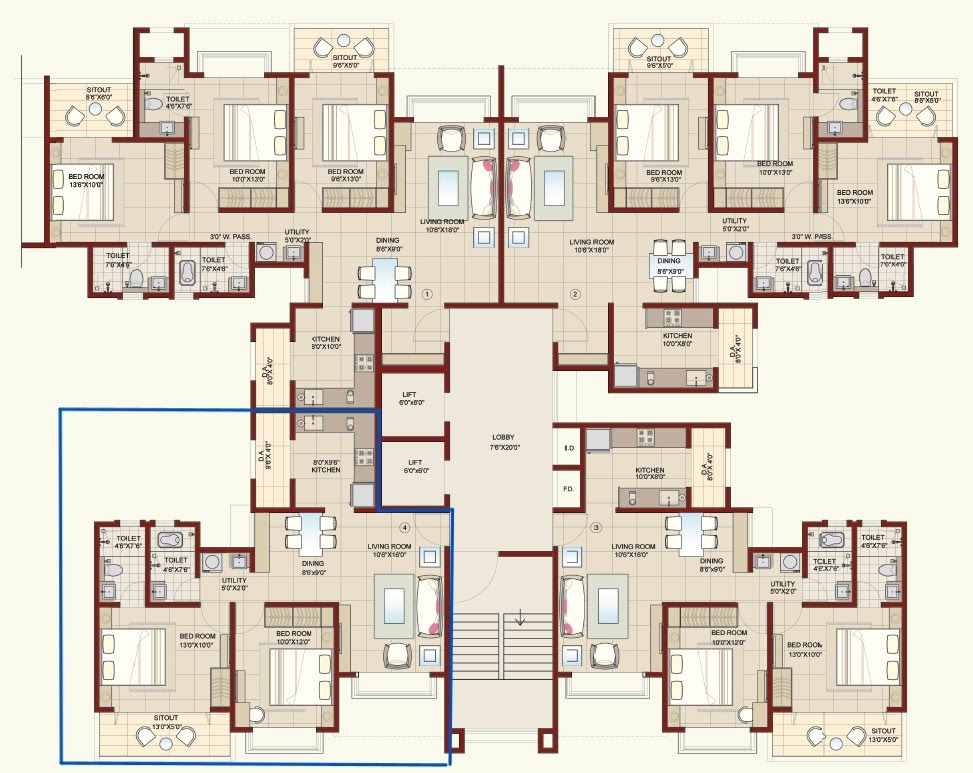 SITOUT
9'6"X5'0"
SITOUT
9'6"X5'0"
SITOUT
8'6"X6'0"
TOILET
4'6"X7'6"
TOILET
4'6"X7'6"
SITOUT
8'6"X6'0"
BED ROOM
13'6"X10'0"
BED ROOM
10'0"X13'0"
BED ROOM
9'6"X13'0"
BED ROOM
9'6"X13'0"
BED ROOM
10'0"X13'0"
BED ROOM
13'6"X10'0"
LIVING ROOM
10'6"X18'0"
LIVING ROOM
10'6"X18'0"
3'0" W. PASS.
UTILITY
5'0"X2'0"
DINING
8'6"X9'0"
UTILITY
5'0"X2'0"
3'0" W. PASS.
TOILET
7'6"X4'6"
TOILET
7'6"X4'6"
DINING
8'6"X9'0"
TOILET
7'6"X4'6"
TOILET
7'6"X4'6"
1
2
KITCHEN
9'0"X10'0"
KITCHEN
10'0"X8'0"
D.A.
8'0"X4'0"
D.A.
8'0"X4'0"
LIFT
6'0"x6'0"
LOBBY
7'6"X20'0"
LIFT
6'0"x6'0"
D.A.
9'6"X 4'0"
8'0"X9'6"
KITCHEN
P.D.
KITCHEN
10'0"X8'0"
D.A.
8'0"X 4'0"
4
3
TOILET
4'6"X7'6"
TOILET
4'6"X7'6"
UTILITY
5'0"X2'0"
DINING
8'6"x9'0"
LIVING ROOM
10'6"X16'0"
LIVING ROOM
10'6"X16'0"
DINING
8'6"x9'0"
UTILITY
5'0"X2'0"
TOILET
4'6"X7'6"
TOILET
4'6"X7'6"
BED ROOM
13'0"X10'0"
BED ROOM
10'0"X12'0"
BED ROOM
10'0"X12'0"
BED ROOM
13'0"X10'0"
SITOUT
13'0"X5'0"
SITOUT
13'0"X5'0"